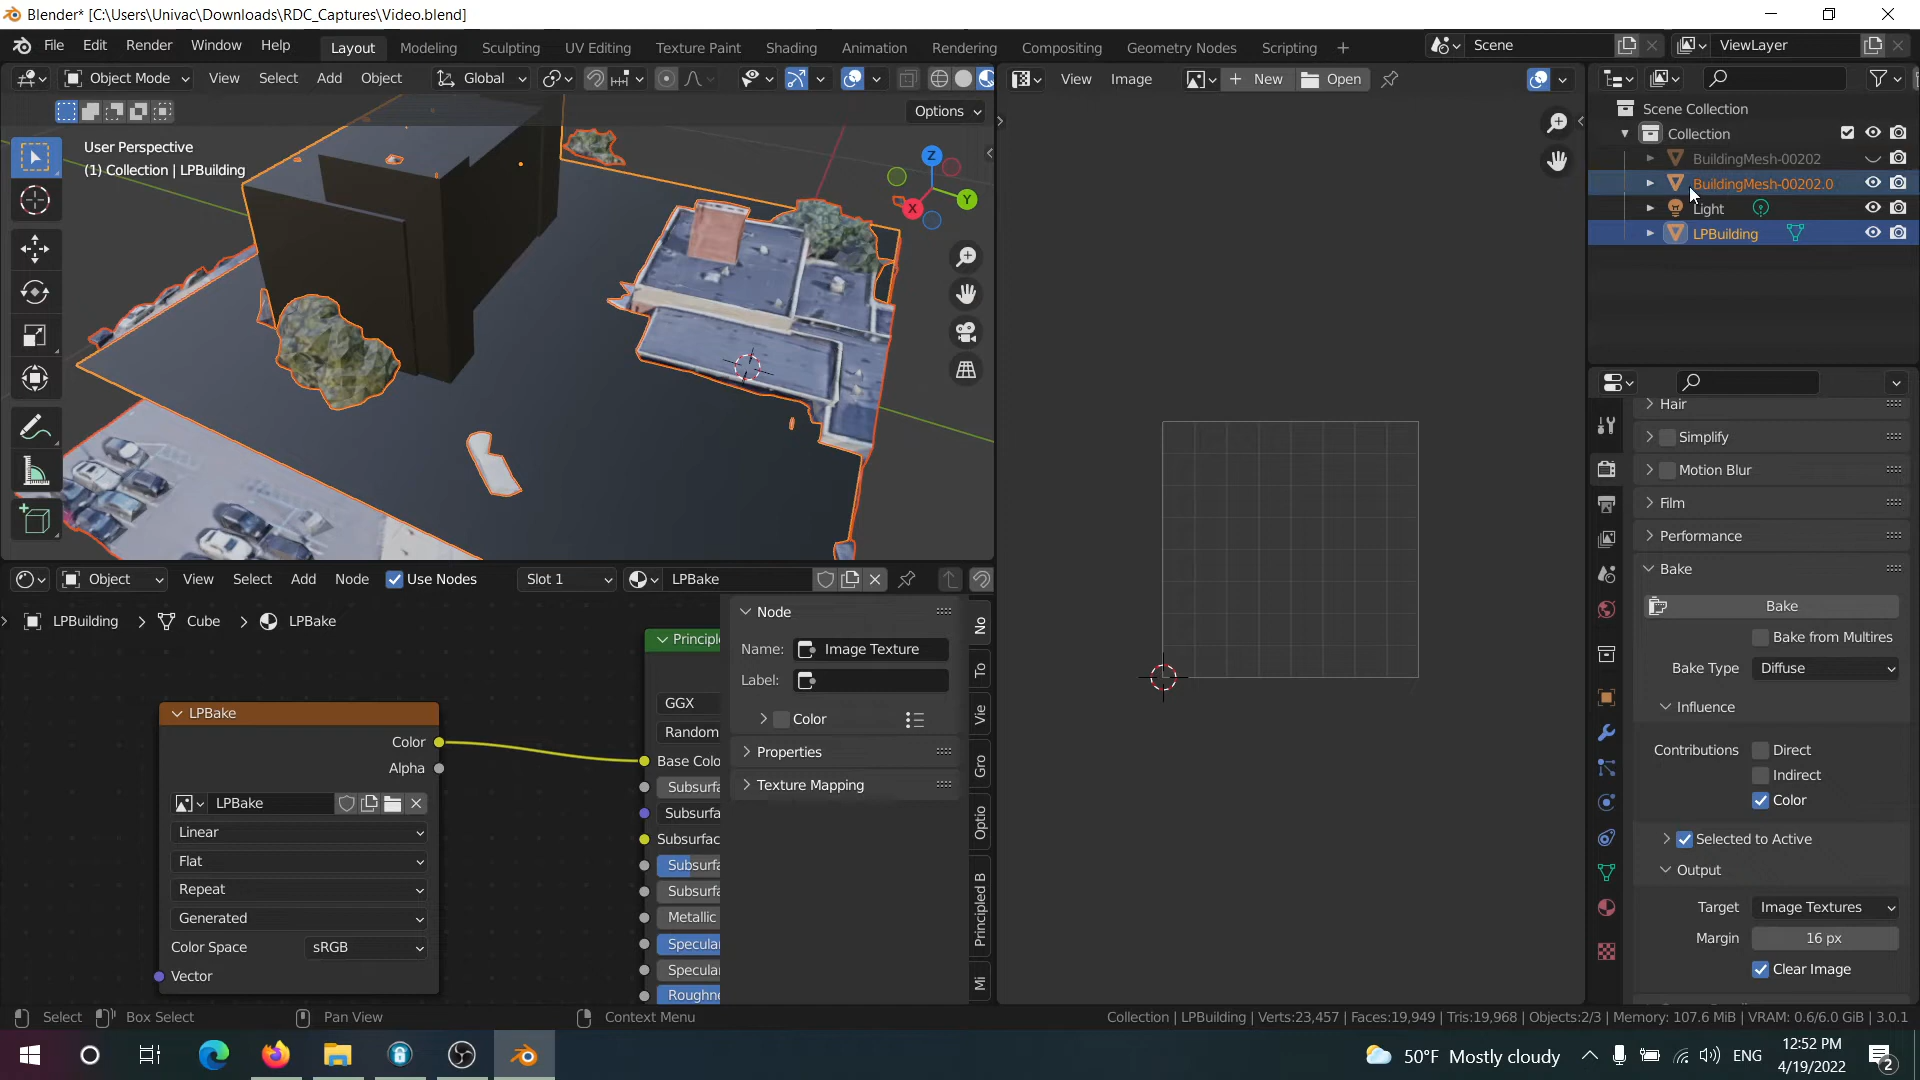 Blender* [C:\Users\Univac\Downloads\RDC_Captures\Video.blend]
File Edit Render Window Help Layout Modeling Sculpting UV Editing Texture Paint Shading Animation Rendering Compositing Geometry Nodes Scripting + Scene ViewLayer
Object Mode View Select Add Object Global View Image + New Open
Options
User Perspective
(1) Collection | LPBuilding
Z
Y
X
Scene Collection
Collection
BuildingMesh-00202
BuildingMesh-00202.0
Light
LPBuilding
Hair
Simplify
Motion Blur
Film
Performance
Bake
Bake
Bake from Multires
Bake Type Diffuse
Influence
Contributions Direct
Indirect
Color
Selected to Active
Output
Target Image Textures
Margin 16 px
Clear Image
Object View Select Add Node Use Nodes Slot 1 LPBake
LPBuilding > Cube > LPBake
Principle
GGX
Random
Base Colo
Subsurfa
Subsurfa
Subsurfac
Subsurfa
Subsurfa
Metallic
Specular
Specular
Roughne
LPBake
Color
Alpha
LPBake
Linear
Flat
Repeat
Generated
Color Space sRGB
Vector
Node
Name: Image Texture
Label:
Color
Properties
Texture Mapping
No
To
Vie
Gro
Optio
Principled B
Mi
Select Box Select Pan View Context Menu
Collection | LPBuilding | Verts:23,457 | Faces:19,949 | Tris:19,968 | Objects:2/3 | Memory: 107.6 MiB | VRAM: 0.6/6.0 GiB | 3.0.1
50°F Mostly cloudy ENG 12:52 PM
4/19/2022
2